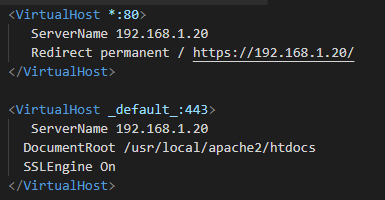 <VirtualHost *:80>
ServerName 192.168.1.20
Redirect permanent / https://192.168.1.20/
</VirtualHost>
<VirtualHost _default_:443>
ServerName 192.168.1.20
DocumentRoot /usr/local/apache2/htdocs
SSLEngine On
</VirtualHost>